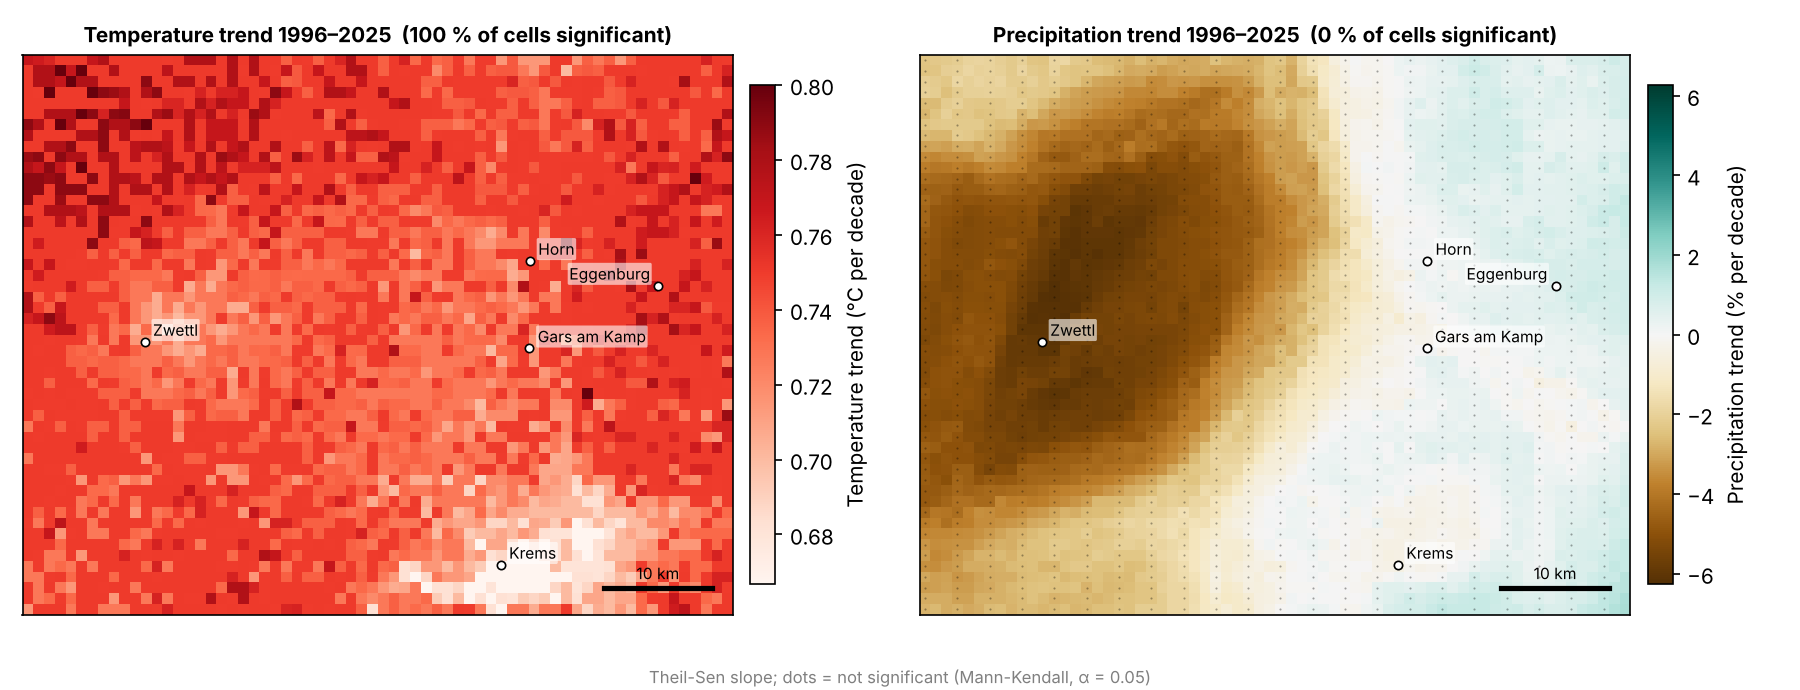 Temperature trend 1996–2025 (100 % of cells significant)
Horn
Eggenburg
Zwettl
Gars am Kamp
Krems
10 km
0.80
0.78
0.76
0.74
0.72
0.70
0.68
Temperature trend (°C per decade)
Precipitation trend 1996–2025 (0 % of cells significant)
Horn
Eggenburg
Zwettl
Gars am Kamp
Krems
10 km
6
4
2
0
−2
−4
−6
Precipitation trend (% per decade)
Theil-Sen slope; dots = not significant (Mann-Kendall, α = 0.05)